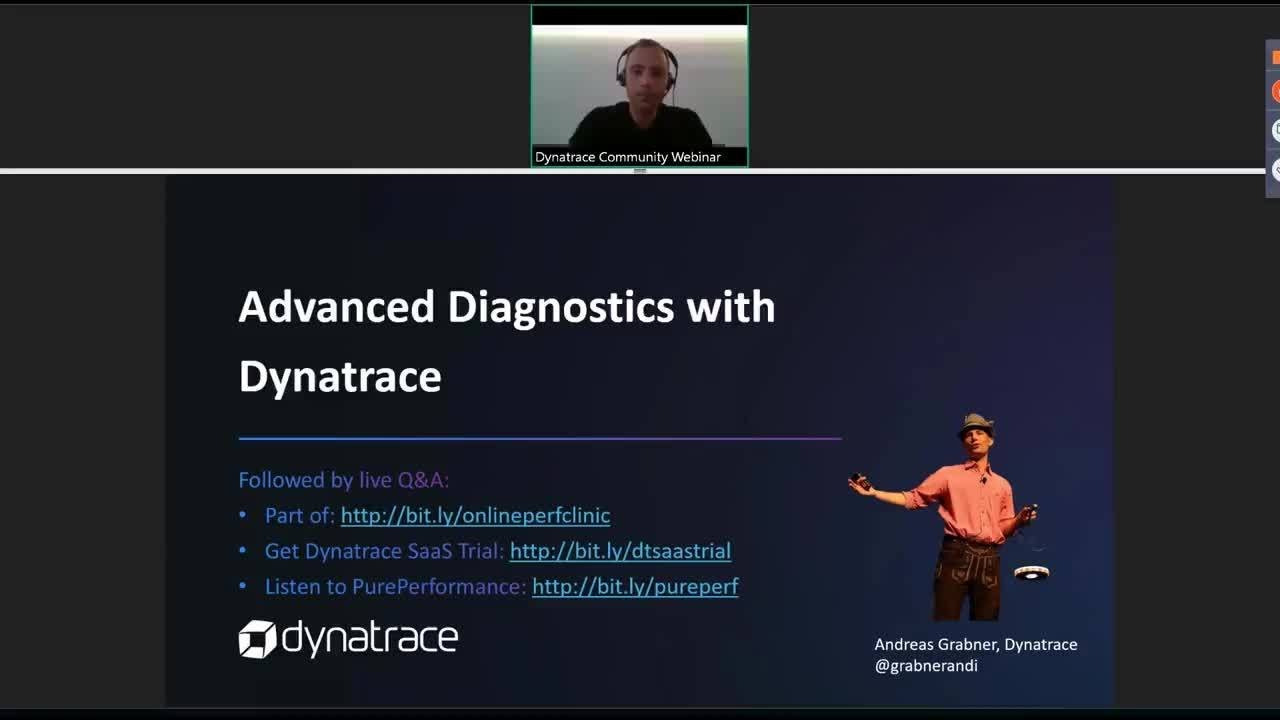 Dynatrace Community Webinar
Advanced Diagnostics with
Dynatrace
Followed by live Q&A:
• Part of: http://bit.ly/onlineperfclinic
• Get Dynatrace SaaS Trial: http://bit.ly/dtsaastrial
• Listen to PurePerformance: http://bit.ly/pureperf
dynatrace
Andreas Grabner, Dynatrace
@grabnerandi